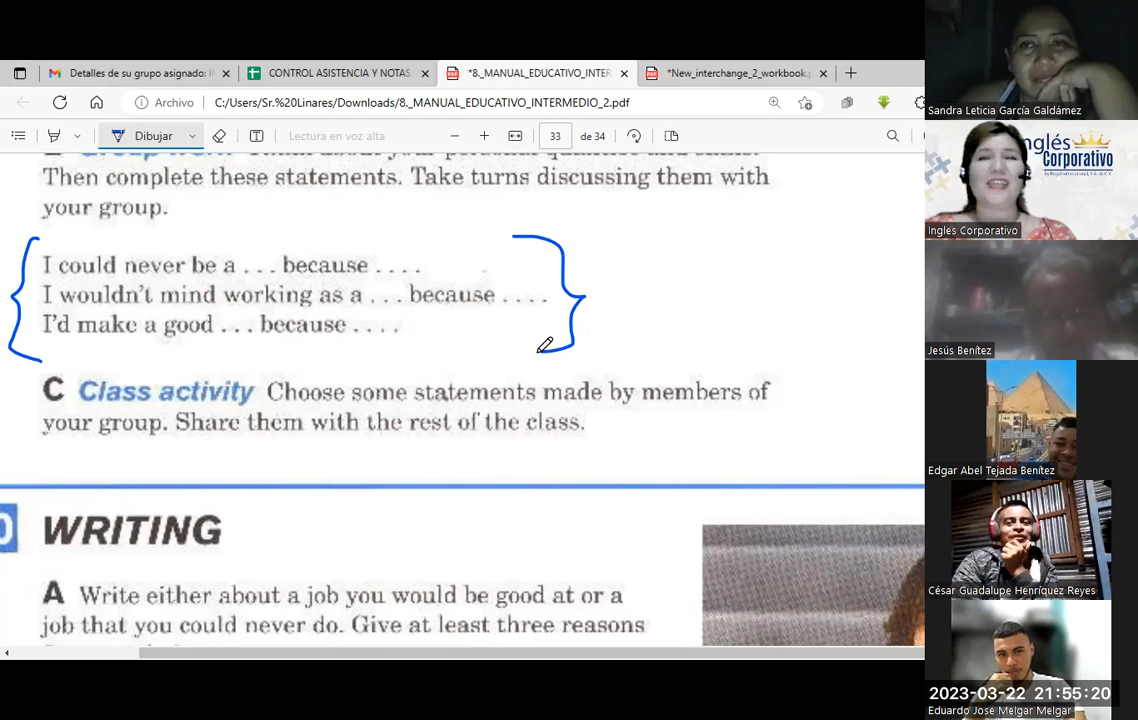 Detalles de su grupo asignado: I
CONTROL ASISTENCIA Y NOTAS
*8._MANUAL_EDUCATIVO_INTER
*New_interchange_2_workbook.p
Archivo
C:/Users/Sr.%20Linares/Downloads/8._MANUAL_EDUCATIVO_INTERMEDIO_2.pdf
Dibujar
Lectura en voz alta
33
de 34
Then complete these statements. Take turns discussing them with
your group.
I could never be a . . . because . . . .
I wouldn't mind working as a . . . because . . . .
I'd make a good . . . because . . . .
C Class activity Choose some statements made by members of
your group. Share them with the rest of the class.
WRITING
A Write either about a job you would be good at or a
job that you could never do. Give at least three reasons
Sandra Leticia García Galdámez
Inglés
Corporativo
Ingles Corporativo
Jesús Benítez
Edgar Abel Tejada Benítez
César Guadalupe Henríquez Reyes
2023-03-22 21:55:20
Eduardo José Melgar Melgar